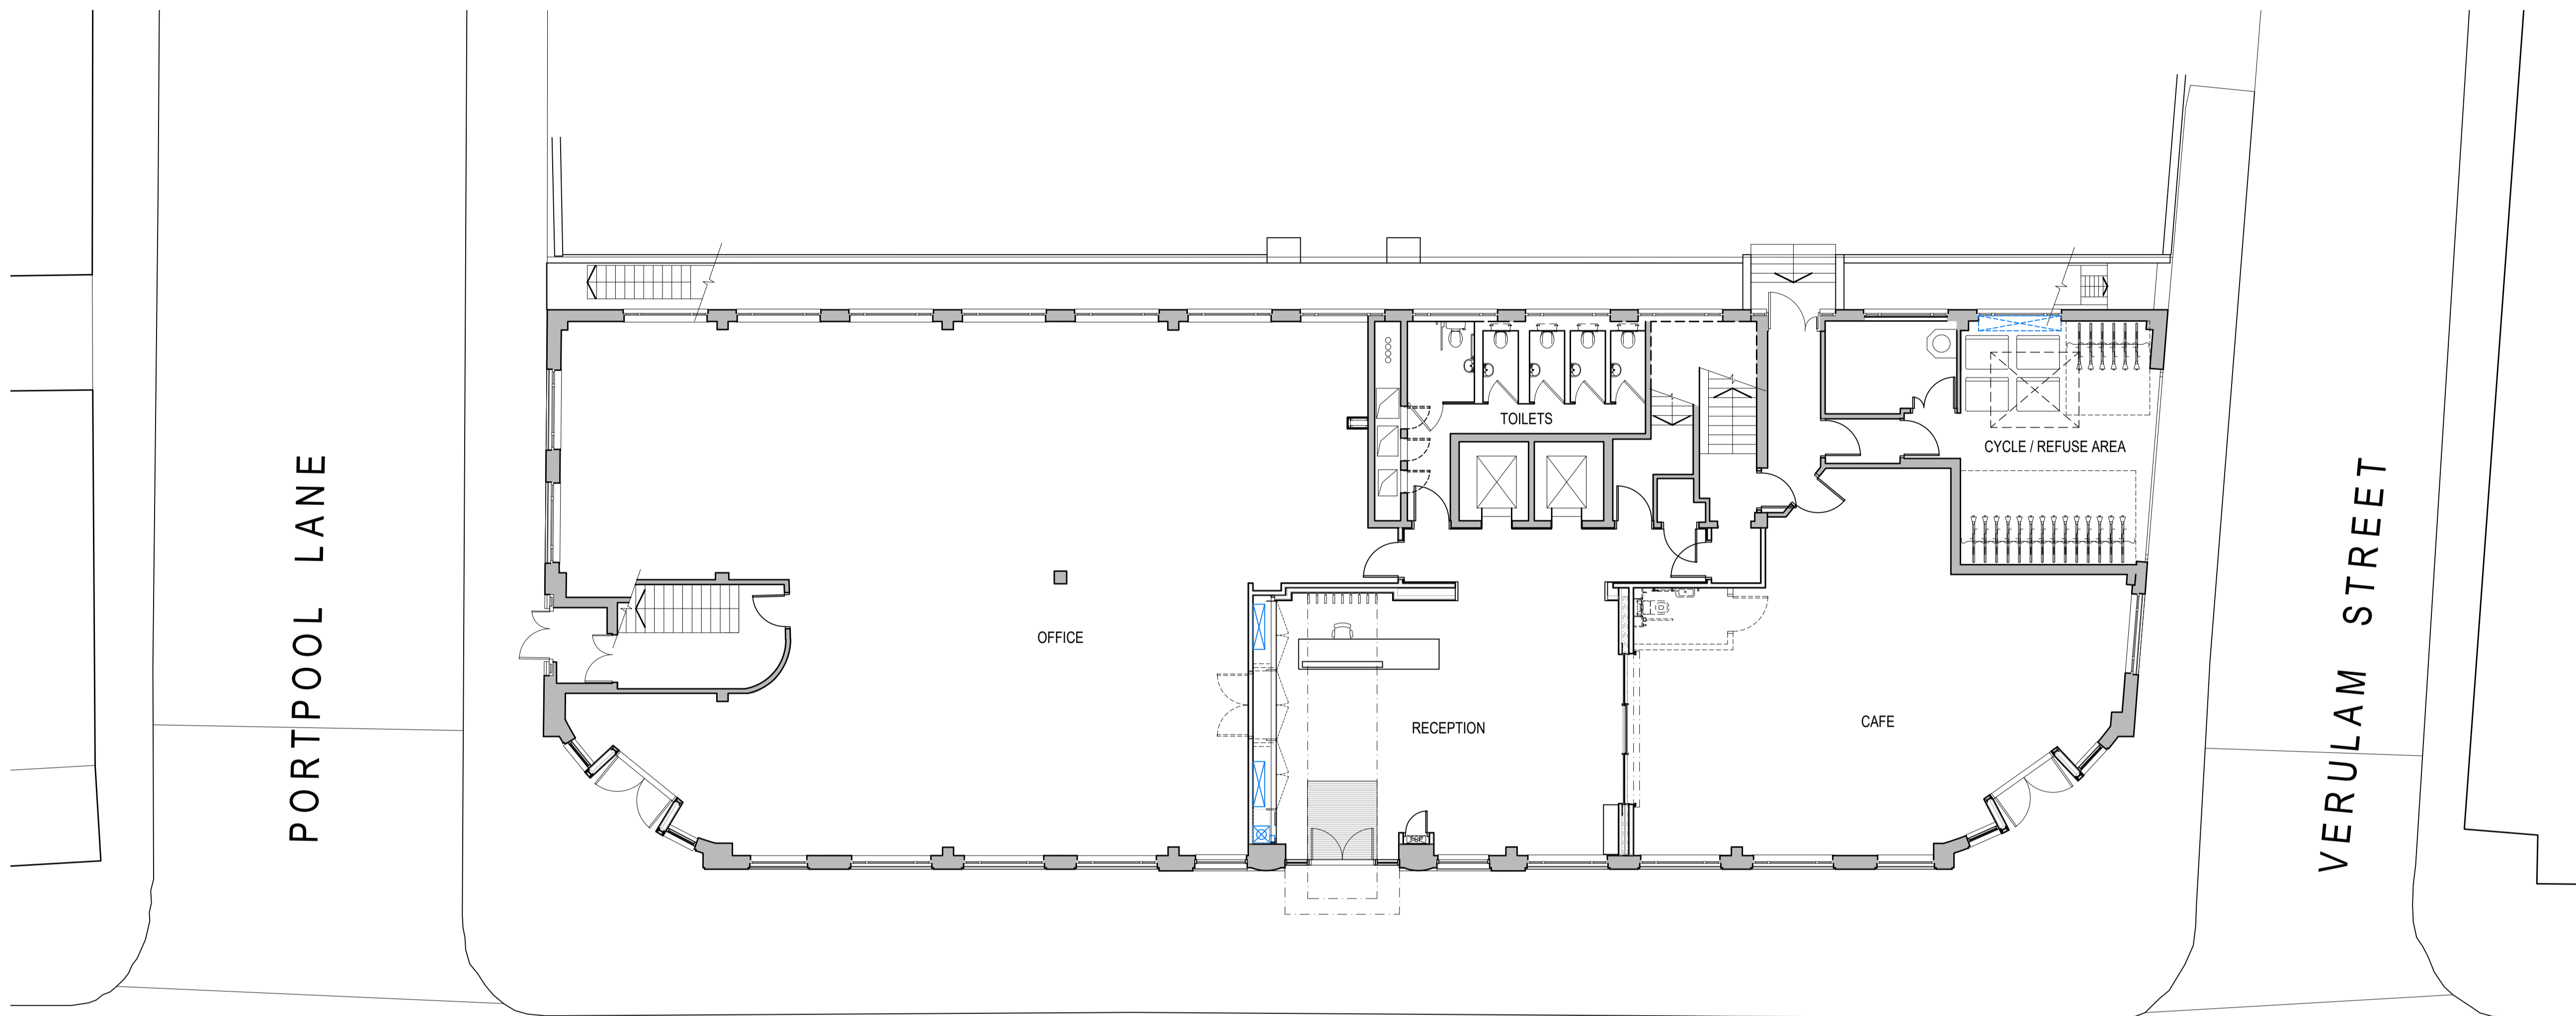 PORTPOOL LANE
OFFICE
TOILETS
RECEPTION
CYCLE / REFUSE AREA
CAFE
VERULAM STREET